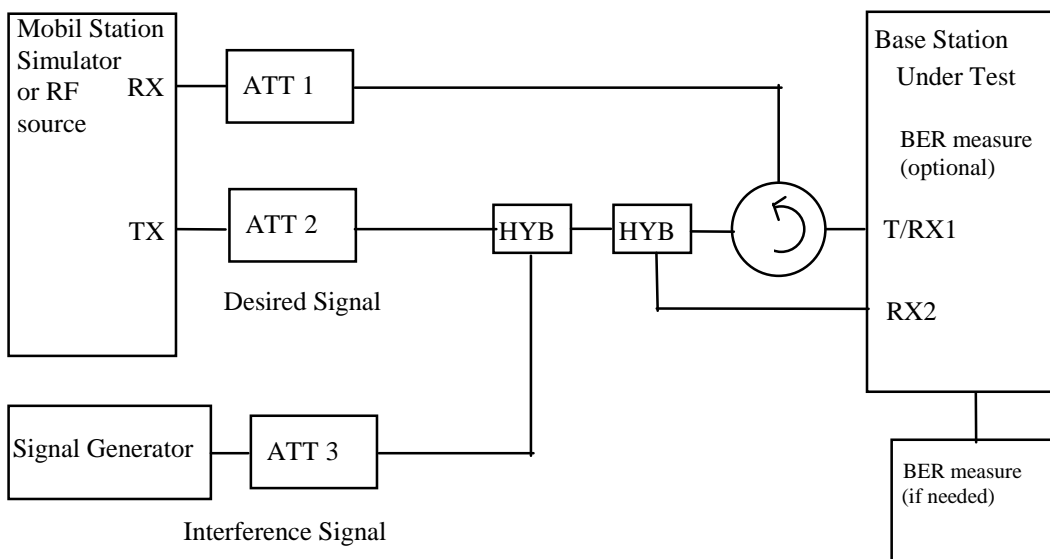 Mobil Station
Simulator
or RF
source
RX
TX
ATT 1
ATT 2
Desired Signal
HYB
HYB
Base Station
Under Test
BER measure
(optional)
T/RX1
RX2
Signal Generator
ATT 3
Interference Signal
BER measure
(if needed)